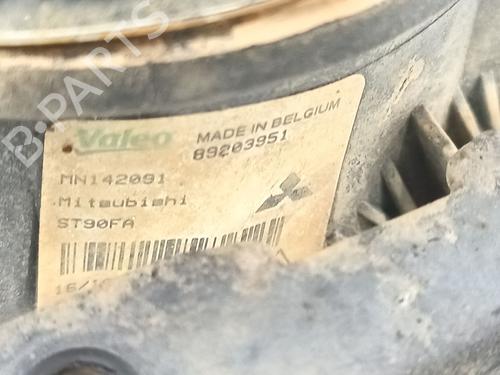 B-PARTS
Valeo
MADE IN BELGIUM
89203951
MN142091
Mitsubishi
ST90FA